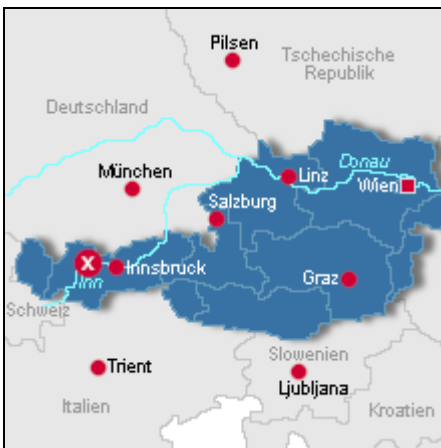 Pilsen
Tschechische
Republik
Deutschland
München
Donau
Linz
Wien
Salzburg
X
Innsbruck
Inn
Graz
Schweiz
Trient
Slowenien
Ljubljana
Italien
Kroatien